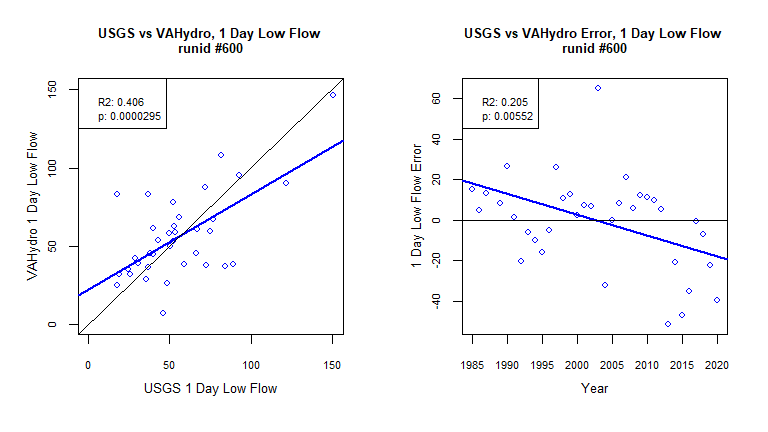 USGS vs VAHydro, 1 Day Low Flow
runid #600
R2: 0.406
p: 0.0000295
VAHydro 1 Day Low Flow
150
100
50
0
0 50 100 150
USGS 1 Day Low Flow
USGS vs VAHydro Error, 1 Day Low Flow
runid #600
R2: 0.205
p: 0.00552
1 Day Low Flow Error
60
40
20
0
-20
-40
1985 1990 1995 2000 2005 2010 2015 2020
Year